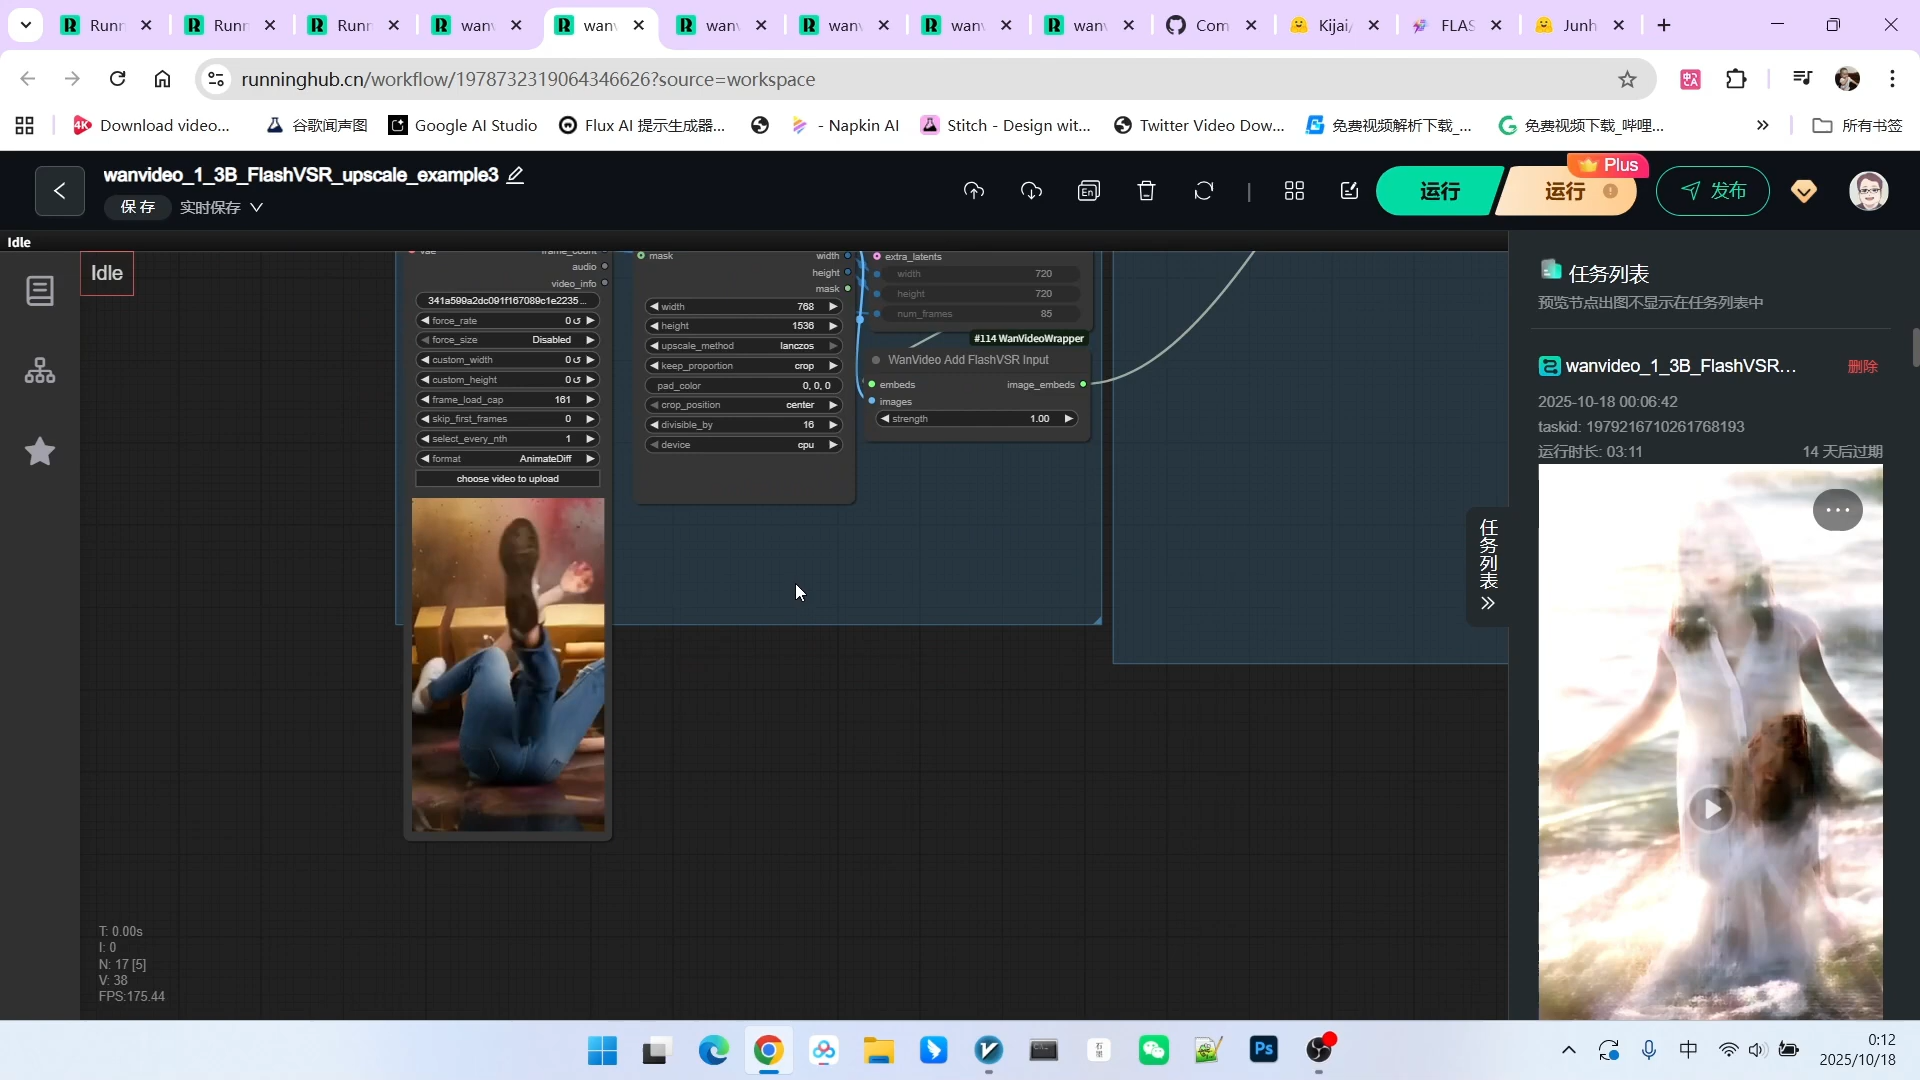 Runn
Runn
Runn
wan
wan
wan
wan
wan
wan
Com
Kijai/
FLAS
Junh
runninghub.cn/workflow/1978732319064346626?source=workspace
Download video...
谷歌闻声图
Google AI Studio
Flux AI 提示生成器...
- Napkin AI
Stitch - Design wit...
Twitter Video Dow...
免费视频解析下载_...
免费视频下载_哔哩...
所有书签
wanvideo_1_3B_FlashVSR_upscale_example3
保存
实时保存
En
运行
运行
Plus
发布
Idle
Idle
vae
frame_count
audio
video_info
341a599a2dc091f167089c1e2235...
force_rate 0
force_size Disabled
custom_width 0
custom_height 0
frame_load_cap 161
skip_first_frames 0
select_every_nth 1
format AnimateDiff
choose video to upload
mask
width
height
mask
width 768
height 1536
upscale_method lanczos
keep_proportion crop
pad_color 0, 0, 0
crop_position center
divisible_by 16
device cpu
extra_latents
width 720
height 720
num_frames 85
#114 WanVideoWrapper
WanVideo Add FlashVSR Input
embeds image_embeds
images
strength 1.00
任务列表
任务列表
预览节点出图不显示在任务列表中
wanvideo_1_3B_FlashVSR...
删除
2025-10-18 00:06:42
taskid: 1979216710261768193
运行时长: 03:11
14 天后过期
T: 0.00s
I: 0
N: 17 [5]
V: 38
FPS:175.44
石墨
Ps
中
0:12
2025/10/18